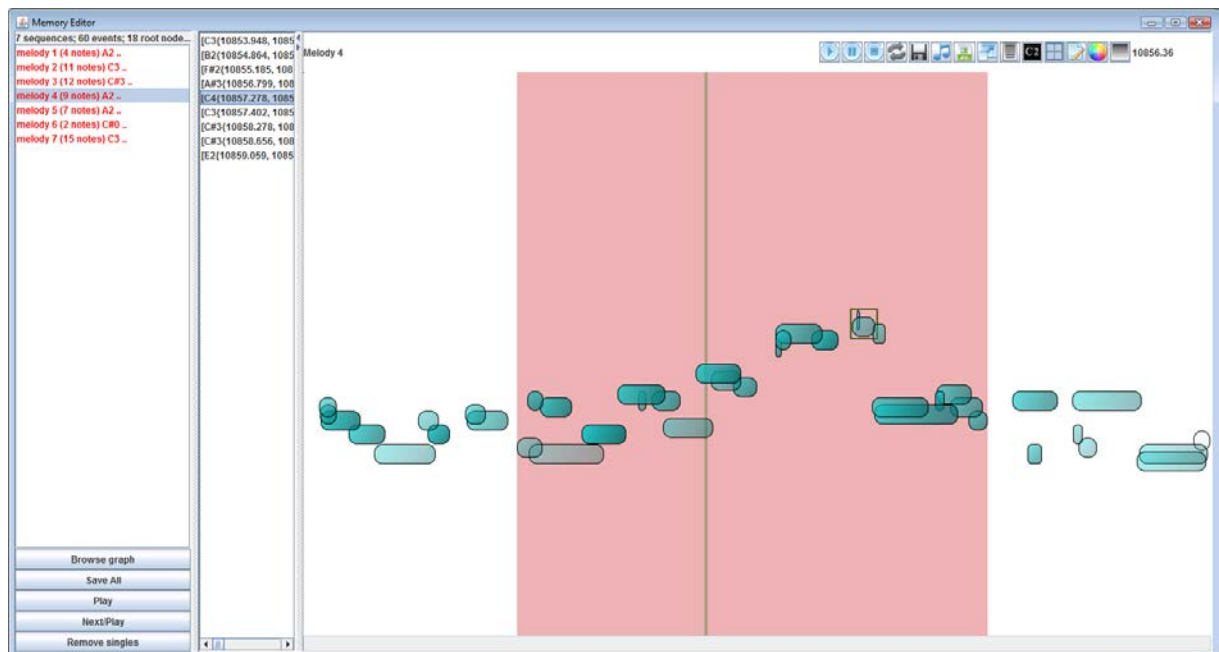 Memory Editor
7 sequences; 60 events; 18 root node...
melody 1 (4 notes) A2 ..
melody 2 (11 notes) C3 ..
melody 3 (12 notes) C#3 ..
melody 4 (9 notes) A2 ..
melody 5 (7 notes) A2 ..
melody 6 (2 notes) C#0 ..
melody 7 (15 notes) C3 ..
Browse graph
Save All
Play
Next/Play
Remove singles
[C3(10853.948, 1085
[B2(10854.864, 1085
[F#2(10855.185, 108
[A#3(10856.799, 108
[C4(10857.278, 1085
[C3(10857.402, 1085
[C#3(10858.278, 108
[C#3(10858.656, 108
[E2(10859.059, 1085
Melody 4
C2
10856.36